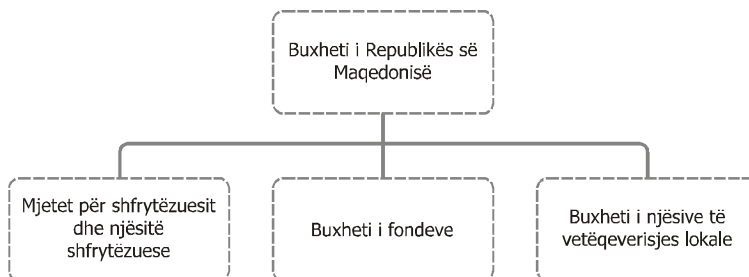 Buxheti i Republikës së
Maqedonisë
Mjetet për shfrytëzuesit
dhe njësitë
shfrytëzuese
Buxheti i fondeve
Buxheti i njësive të
vetëqeverisjes lokale